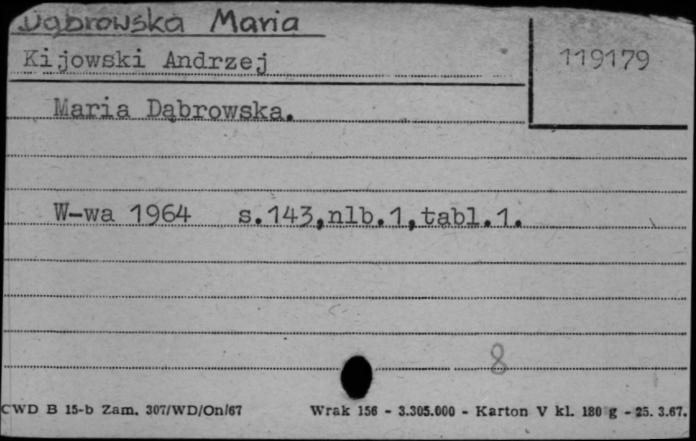 Dąbrowska Maria
Kijowski Andrzej
119179
Maria Dąbrowska.
W-wa 1964 s.143,nlb.1,tabl.1.
8
CWD B 15-b Zam. 307/WD/On/67 Wrak 156 - 3.305.000 - Karton V kl. 180 g - 25. 3.67.